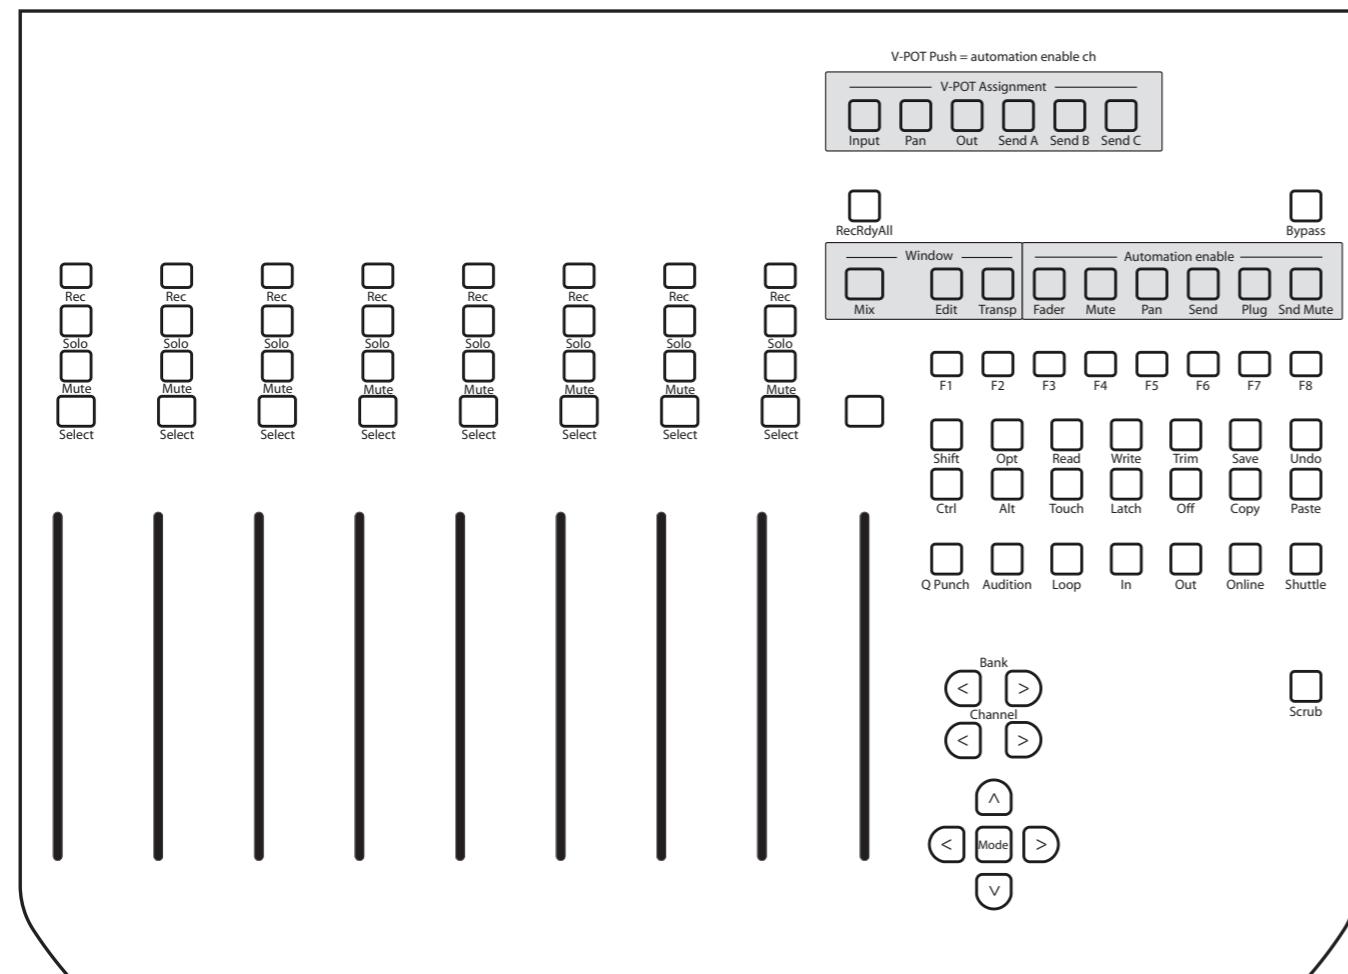 V-POT Push = automation enable ch
V-POT Assignment
Input Pan Out Send A Send B Send C
RecRdyAll Bypass
Window Automation enable
Rec Rec Rec Rec Rec Rec Rec Rec
Mix Edit Transp Fader Mute Pan Send Plug Snd Mute
Solo Solo Solo Solo Solo Solo Solo Solo
Mute Mute Mute Mute Mute Mute Mute Mute
F1 F2 F3 F4 F5 F6 F7 F8
Select Select Select Select Select Select Select Select
Shift Opt Read Write Trim Save Undo
Ctrl Alt Touch Latch Off Copy Paste
Q Punch Audition Loop In Out Online Shuttle
Bank
< >
Scrub
Channel
< >
^
< Mode >
v